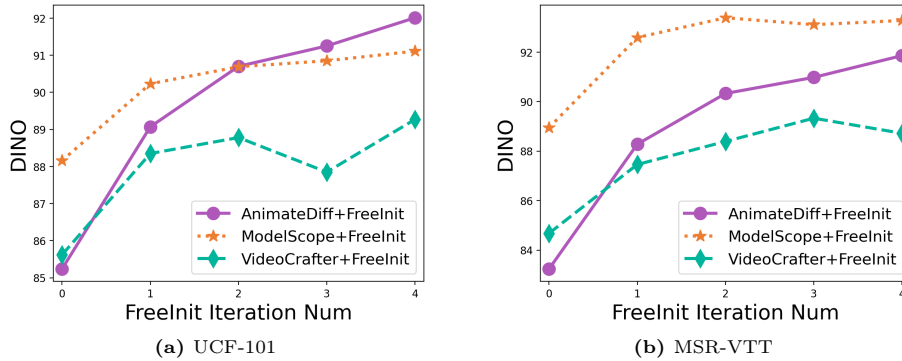 92
91
90
89
88
87
86
85
DINO
0 1 2 3 4
FreeInit Iteration Num
AnimateDiff+FreeInit
ModelScope+FreeInit
VideoCrafter+FreeInit
(a) UCF-101
92
90
88
86
84
DINO
0 1 2 3 4
FreeInit Iteration Num
AnimateDiff+FreeInit
ModelScope+FreeInit
VideoCrafter+FreeInit
(b) MSR-VTT